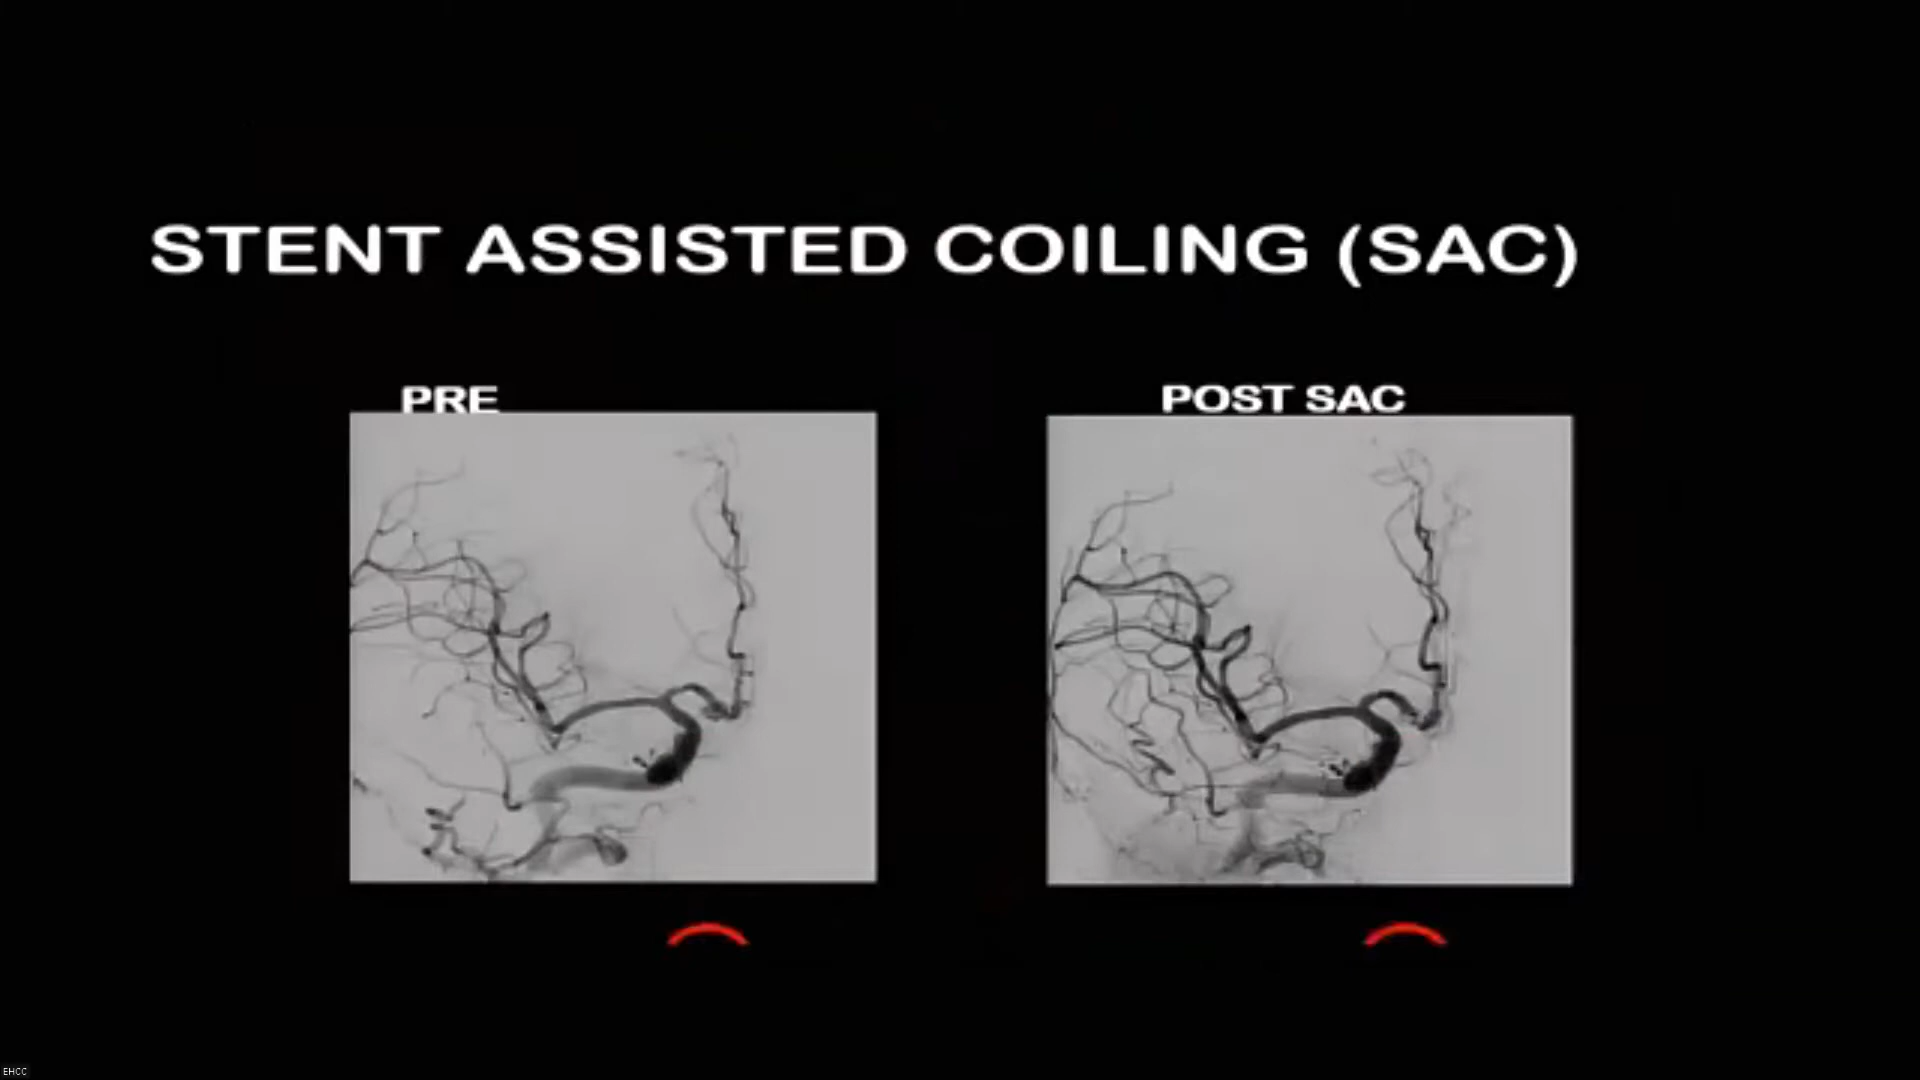 STENT ASSISTED COILING (SAC)
PRE
POST SAC
EHCC